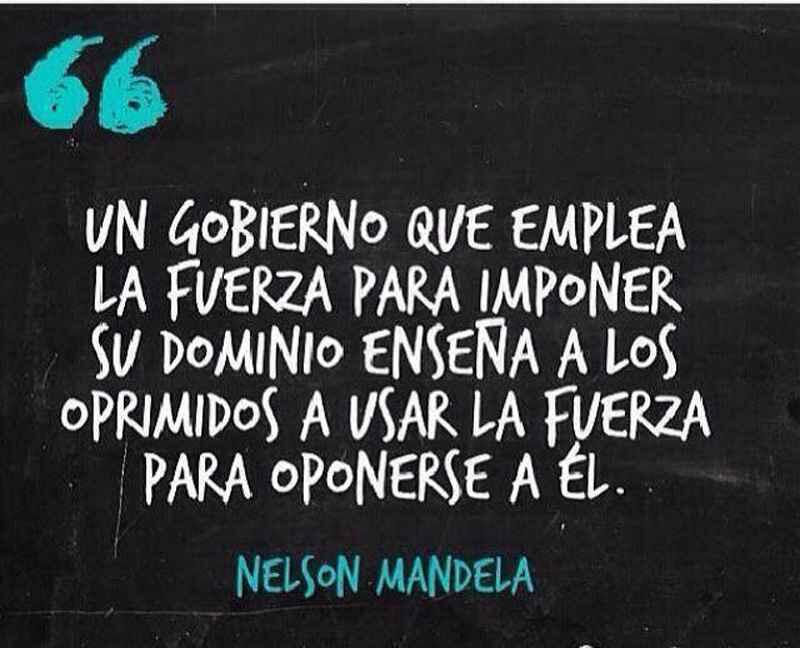 UN GOBIERNO QUE EMPLEA
LA FUERZA PARA IMPONER
SU DOMINIO ENSEÑA A LOS
OPRIMIDOS A USAR LA FUERZA
PARA OPONERSE A ÉL.
NELSON MANDELA